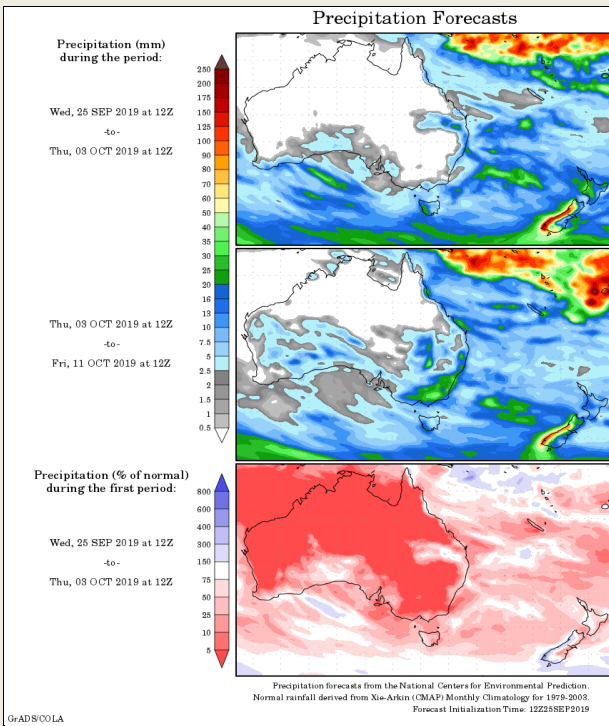 Precipitation Forecasts
Precipitation (mm)
during the period:
Wed, 25 SEP 2019 at 12Z
-to-
Thu, 03 OCT 2019 at 12Z
250
200
175
150
125
100
90
80
70
60
50
40
35
30
25
20
16
13
10
7.5
5
2.5
2
1.5
1
0.5
Thu, 03 OCT 2019 at 12Z
-to-
Fri, 11 OCT 2019 at 12Z
Precipitation (% of normal)
during the first period:
Wed, 25 SEP 2019 at 12Z
-to-
Thu, 03 OCT 2019 at 12Z
800
600
400
300
150
75
50
25
10
5
Precipitation forecasts from the National Centers for Environmental Prediction.
Normal rainfall derived from Xie-Arkin (CMAP) Monthly Climatology for 1979-2003.
Forecast Initialization Time: 12Z25SEP2019
GrADS/COLA